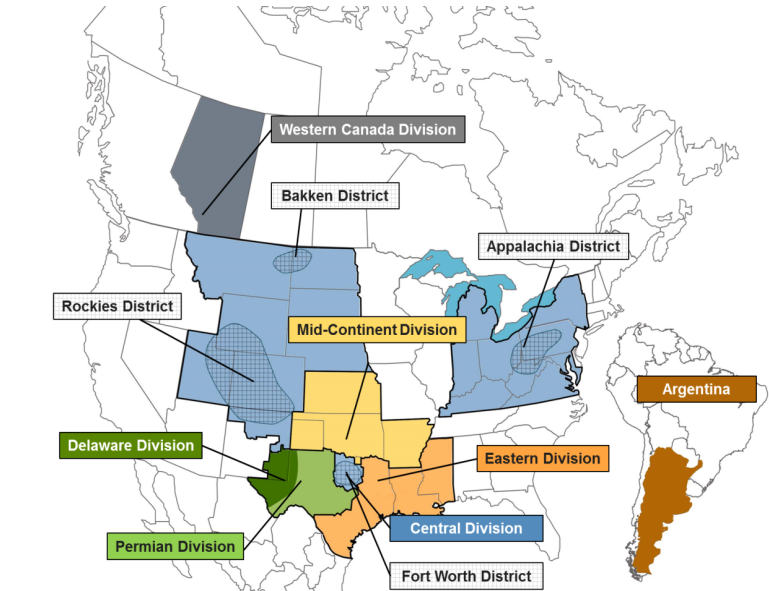 Western Canada Division
Bakken District
Appalachia District
Rockies District
Mid-Continent Division
Argentina
Delaware Division
Eastern Division
Central Division
Permian Division
Fort Worth District